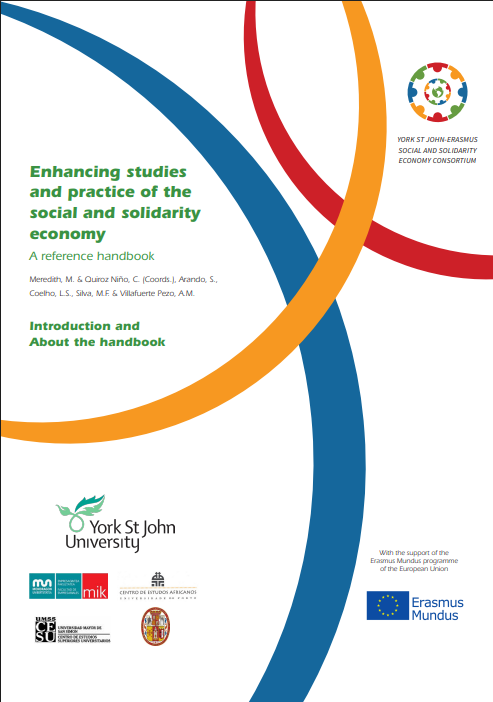 YORK ST JOHN-ERASMUS
SOCIAL AND SOLIDARITY
ECONOMY CONSORTIUM
Enhancing studies
and practice of the
social and solidarity
economy
A reference handbook
Meredith, M. & Quiroz Niño, C. (Coords.), Arando, S.,
Coelho, L.S., Silva, M.F. & Villafuerte Pezo, A.M.
Introduction and
About the handbook
York St John
University
With the support of the
Erasmus Mundus programme
of the European Union
mik
CENTRO DE ESTUDOS AFRICANOS
UNIVERSIDADE DO PORTO
Erasmus
Mundus
UMSS
CESU
UNIVERSIDAD MAYOR DE
SAN SIMON
CENTRO DE ESTUDIOS
SUPERIORES UNIVERSITARIOS